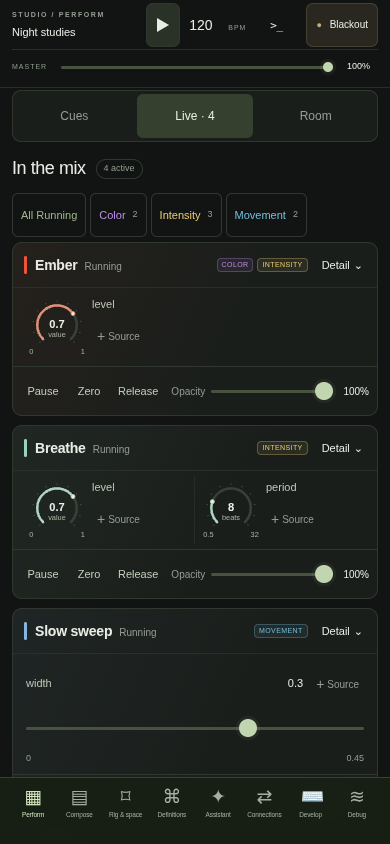 STUDIO / PERFORM
Night studies
120 BPM >_ Blackout
MASTER 100%
Cues Live · 4 Room
In the mix 4 active
All Running Color 2 Intensity 3 Movement 2
Ember Running COLOR INTENSITY Detail
level
0.7
value
+ Source
0 1
Pause Zero Release Opacity 100%
Breathe Running INTENSITY Detail
level period
0.7 8
value beats
+ Source + Source
0 1 0.5 32
Pause Zero Release Opacity 100%
Slow sweep Running MOVEMENT Detail
width 0.3 + Source
0 0.45
Perform Compose Rig & space Definitions Assistant Connections Develop Debug